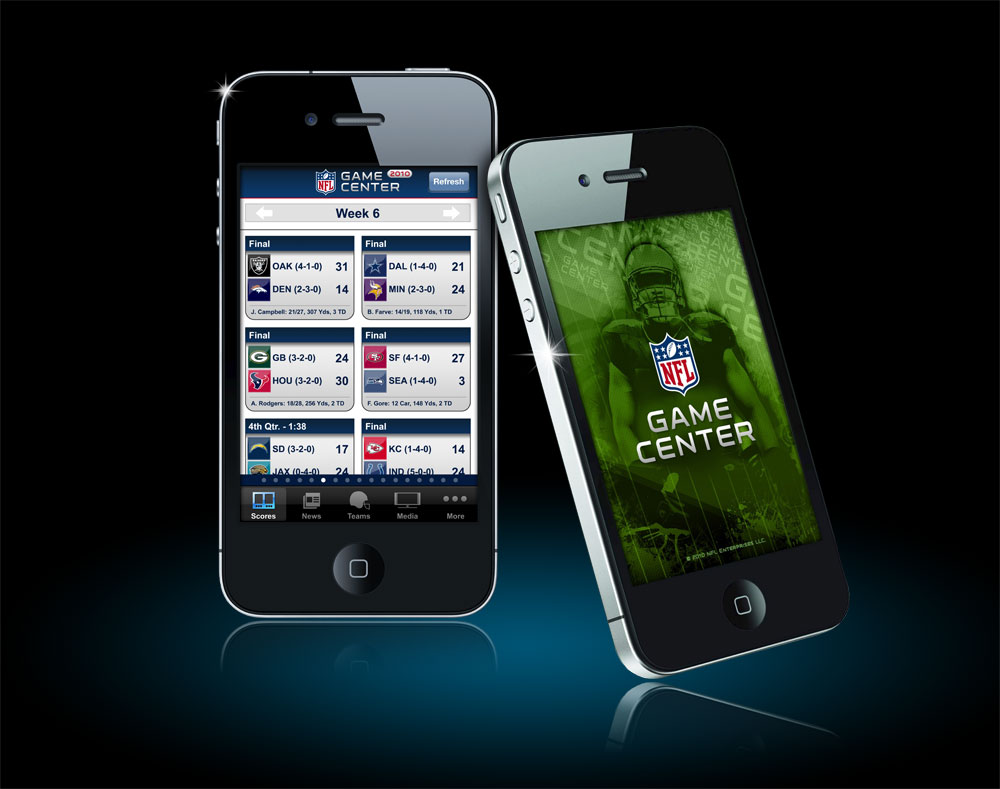 NFL
GAME 2010
CENTER
Refresh
Week 6
Final
OAK (4-1-0) 31
DEN (2-3-0) 14
J. Campbell: 21/27, 307 Yds, 3 TD
Final
DAL (1-4-0) 21
MIN (2-3-0) 24
B. Farve: 14/19, 118 Yds, 1 TD
Final
GB (3-2-0) 24
HOU (3-2-0) 30
A. Rodgers: 18/28, 256 Yds, 2 TD
Final
SF (4-1-0) 27
SEA (1-4-0) 3
F. Gore: 12 Car, 148 Yds, 2 TD
4th Qtr. - 1:38
SD (3-2-0) 17
JAX (0-4-0) 24
Final
KC (1-4-0) 14
IND (5-0-0) 24
Scores
News
Teams
Media
More
GAME
CENTER
NFL
GAME
CENTER
© 2010 NFL ENTERPRISES LLC.